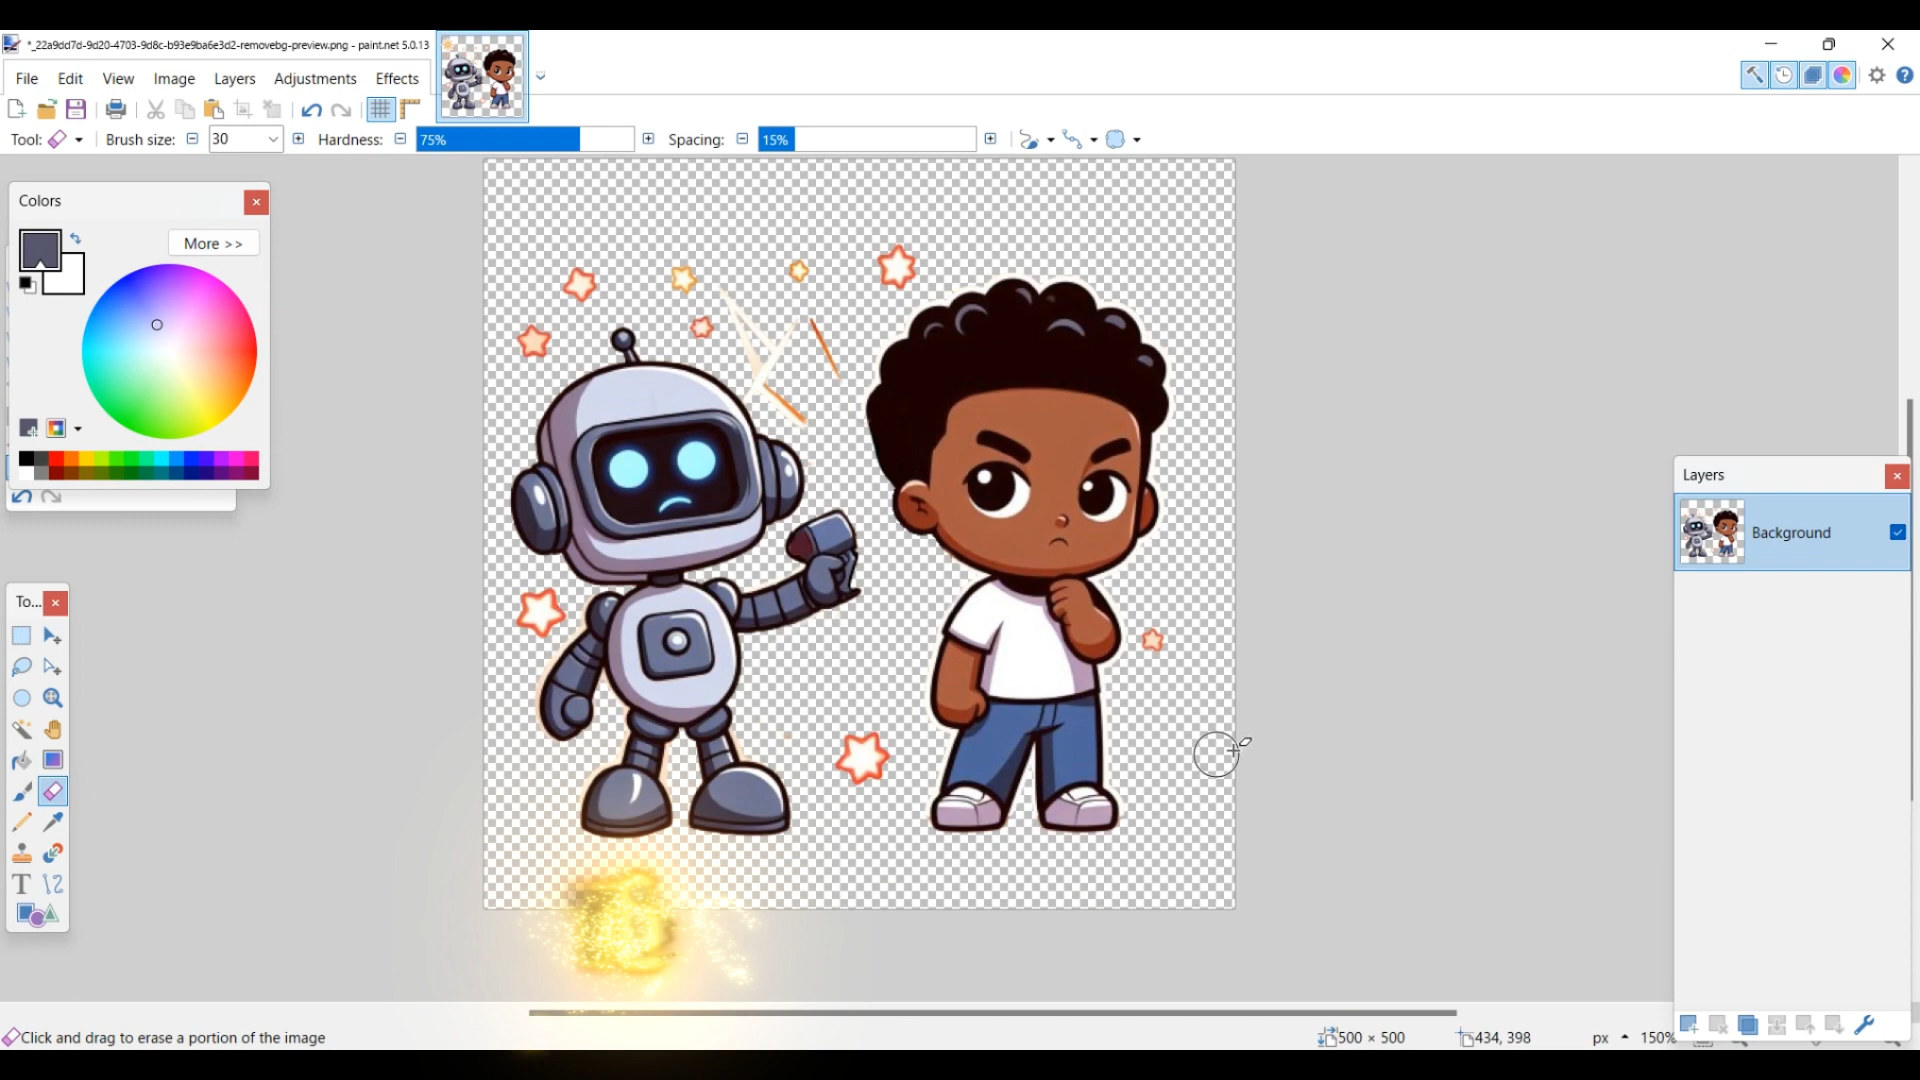 *_22a9dd7d-9d20-4703-9d8c-b93e9ba6e3d2-removebg-preview.png - paint.net 5.0.13
File Edit View Image Layers Adjustments Effects
Tool: Brush size: 30 Hardness: 75% Spacing: 15%
Colors
More >>
Layers
Background
To...
Click and drag to erase a portion of the image
500 × 500
434, 398
px
150%